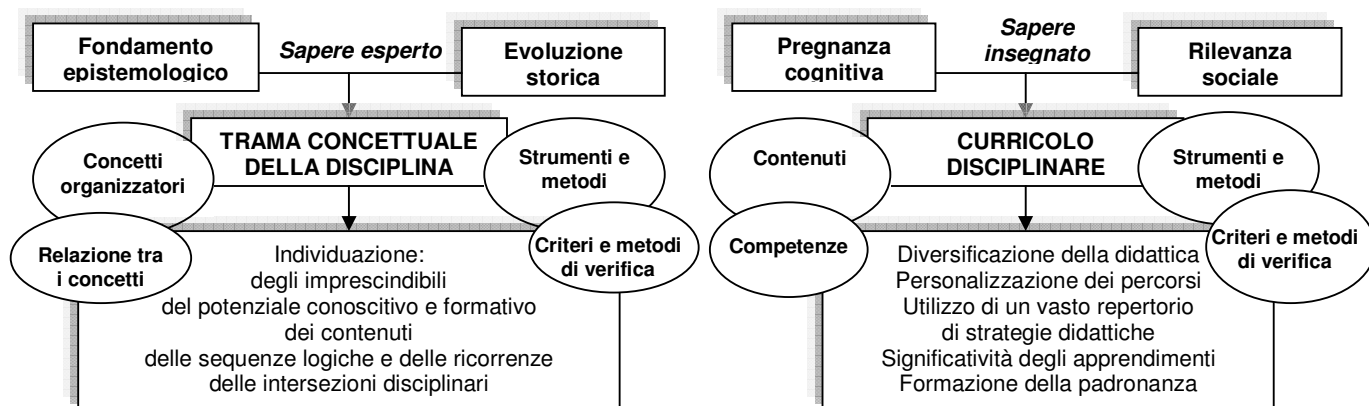 Fondamento
epistemologico
Sapere esperto
Evoluzione
storica
TRAMA CONCETTUALE
DELLA DISCIPLINA
Concetti
organizzatori
Strumenti e
metodi
Relazione tra
i concetti
Criteri e metodi
di verifica
Individuazione:
degli imprescindibili
del potenziale conoscitivo e formativo
dei contenuti
delle sequenze logiche e delle ricorrenze
delle intersezioni disciplinari
Pregnanza
cognitiva
Sapere
insegnato
Rilevanza
sociale
CURRICOLO
DISCIPLINARE
Contenuti
Strumenti e
metodi
Competenze
Criteri e metodi
di verifica
Diversificazione della didattica
Personalizzazione dei percorsi
Utilizzo di un vasto repertorio
di strategie didattiche
Significatività degli apprendimenti
Formazione della padronanza